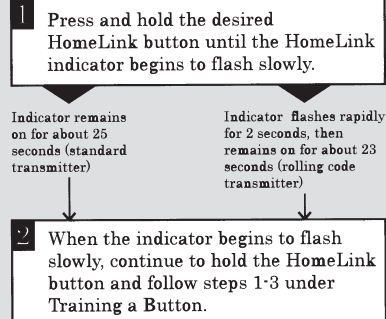 1
Press and hold the desired
HomeLink button until the HomeLink
indicator begins to flash slowly.
Indicator remains
on for about 25
seconds (standard
transmitter)
Indicator flashes rapidly
for 2 seconds, then
remains on for about 23
seconds (rolling code
transmitter)
2
When the indicator begins to flash
slowly, continue to hold the HomeLink
button and follow steps 1-3 under
Training a Button.